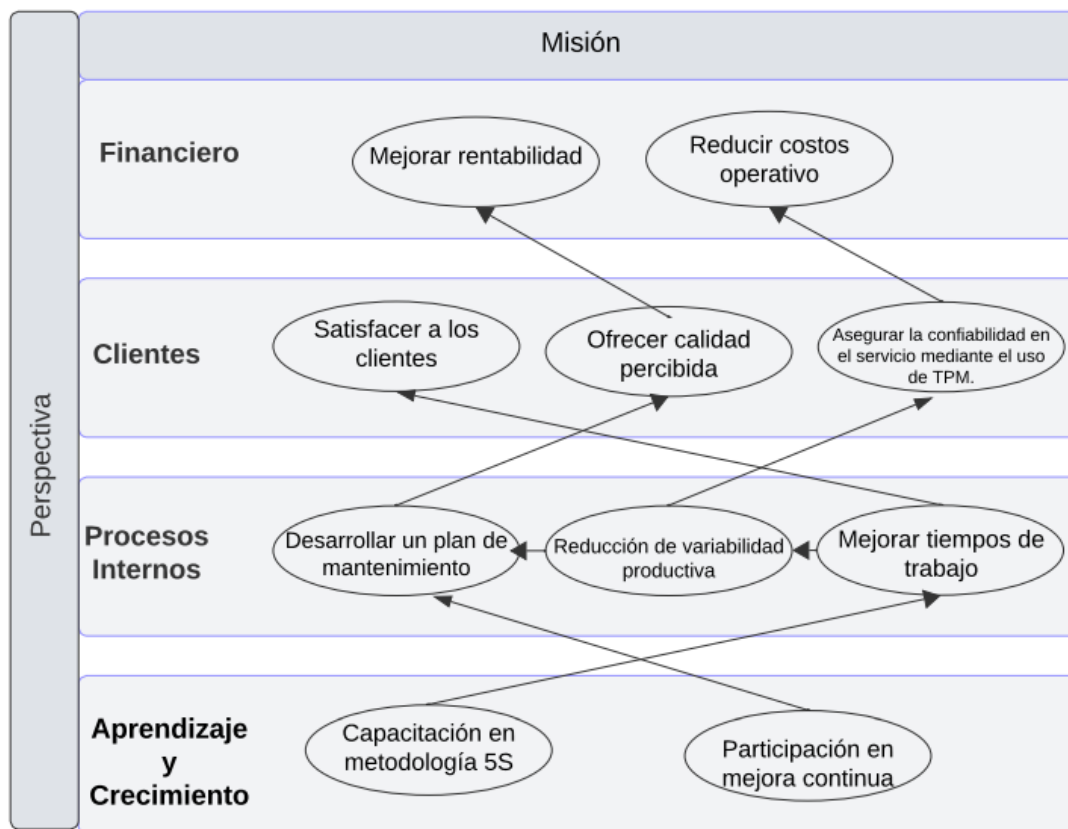 Misión
Perspectiva
Financiero
Mejorar rentabilidad
Reducir costos
operativo
Clientes
Satisfacer a los
clientes
Ofrecer calidad
percibida
Asegurar la confiabilidad en
el servicio mediante el uso
de TPM.
Procesos
Internos
Desarrollar un plan de
mantenimiento
Reducción de variabilidad
productiva
Mejorar tiempos de
trabajo
Aprendizaje
y
Crecimiento
Capacitación en
metodología 5S
Participación en
mejora continua